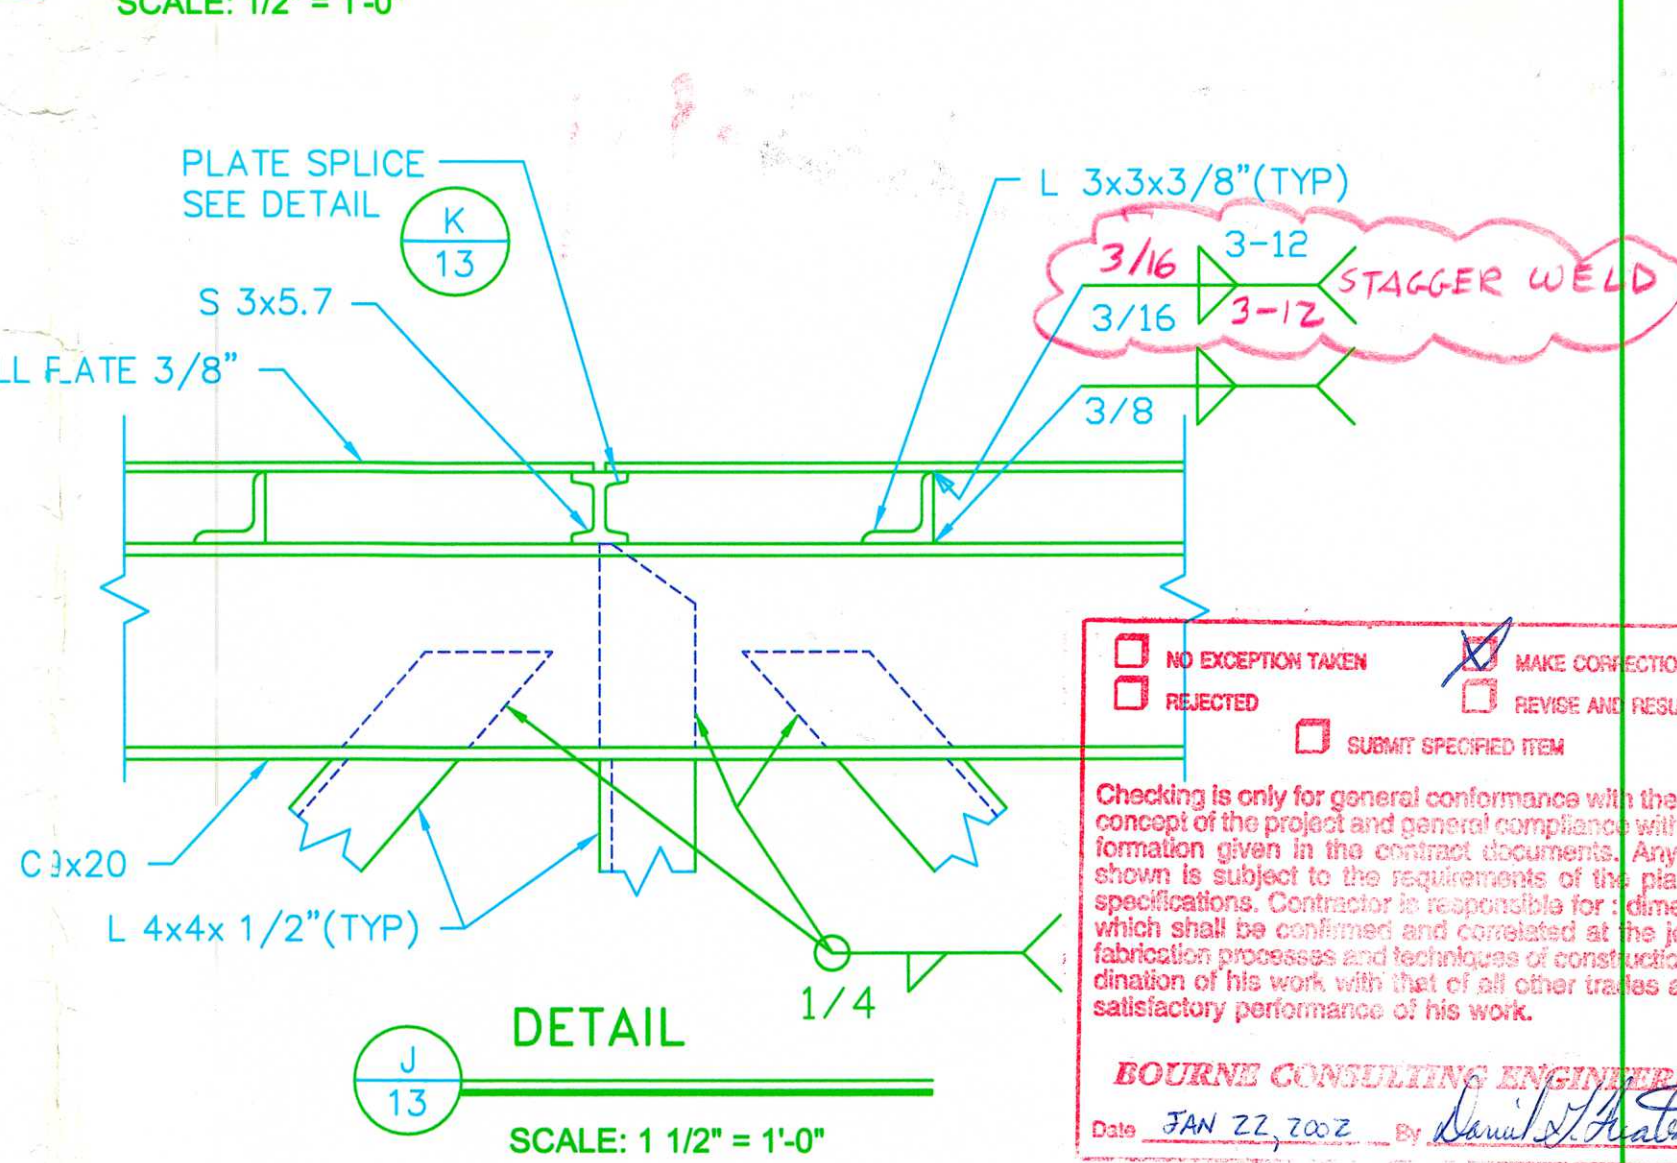 SCALE: 1/2" = 1'-0"
PLATE SPLICE
SEE DETAIL
K
13
S 3x5.7
3/8"
L 3x3x3/8"(TYP)
3/16
3-12
STAGGER WELD
3/16
3-12
3/8
C 9x20
L 4x4x 1/2"(TYP)
1/4
DETAIL
J
13
SCALE: 1 1/2" = 1'-0"
NO EXCEPTION TAKEN
MAKE CORRECTIO
REJECTED
REVISE AND RESU
SUBMIT SPECIFIED ITEM
Checking is only for general conformance with the
concept of the project and general compliance with
formation given in the contract documents. Any
shown is subject to the requirements of the pla
specifications. Contractor is responsible for : dime
which shall be confirmed and correlated at the jo
fabrication processes and techniques of constructio
dination of his work with that of all other trades a
satisfactory performance of his work.
BOURNE CONSULTING ENGINEER
Date JAN 22, 2002 By